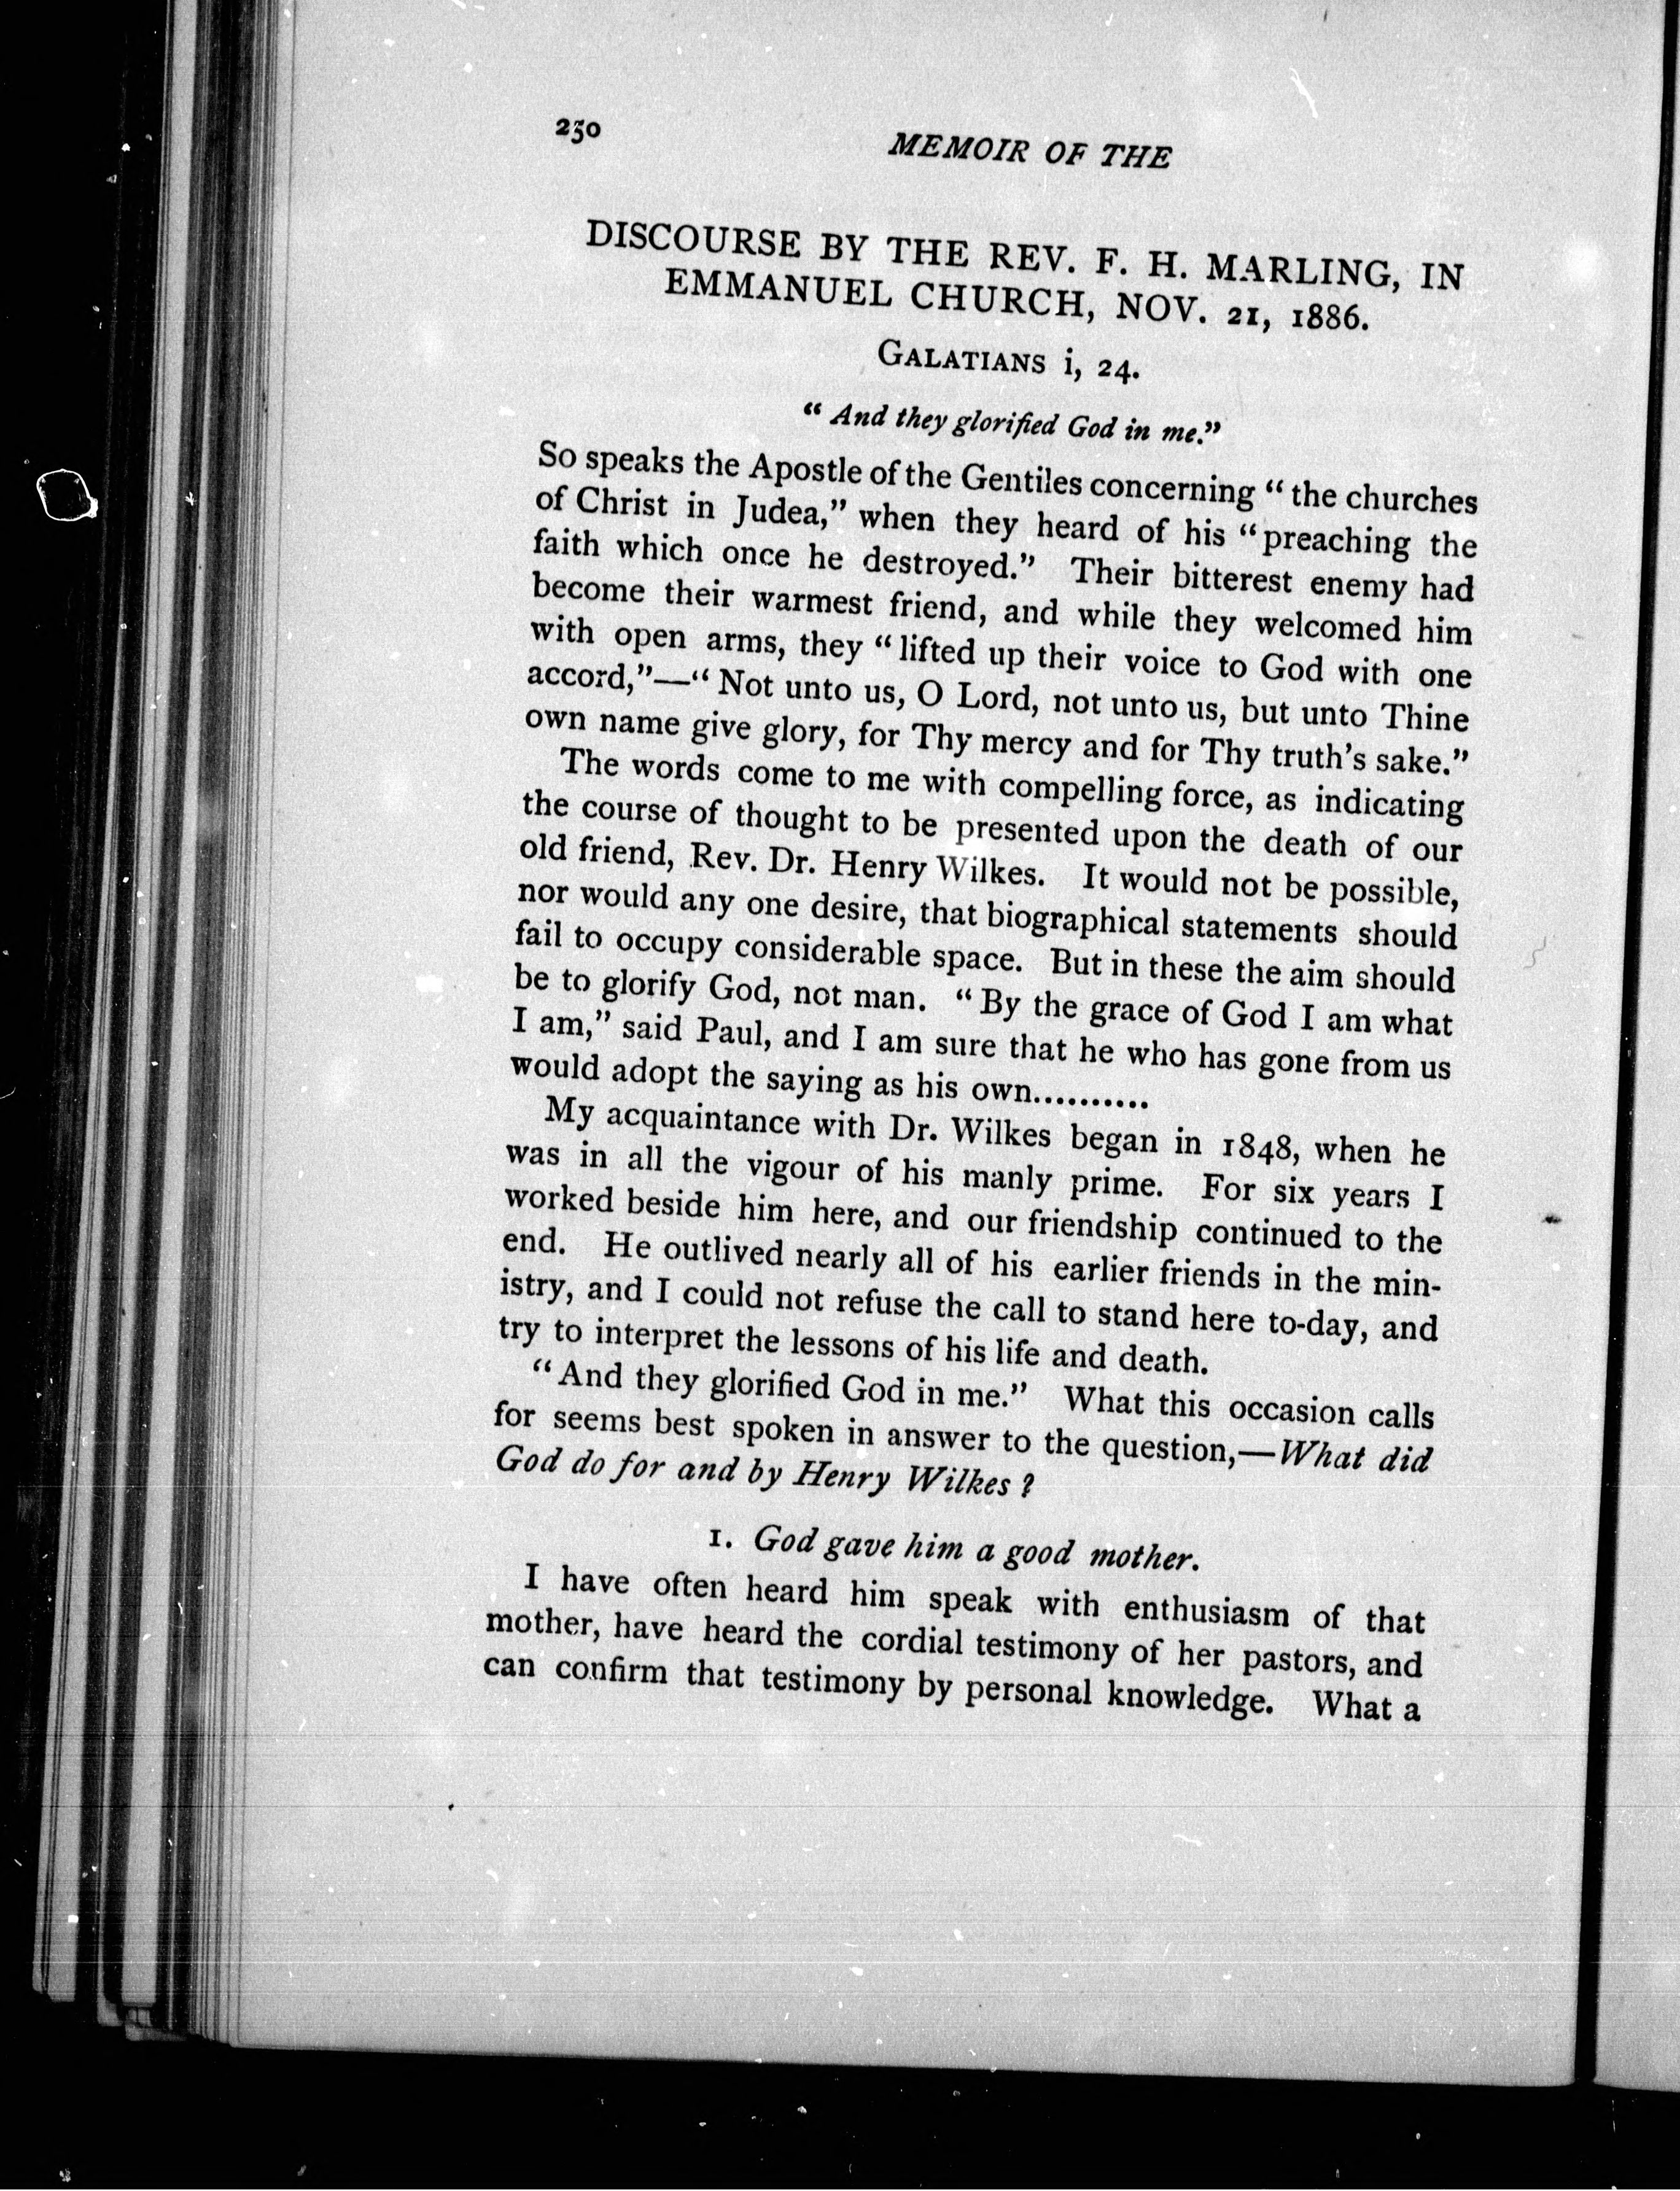 230
MEMOIR OF THE
DISCOURSE BY THE REV. F. H. MARLING, IN
EMMANUEL CHURCH, NOV. 21, 1886.
GALATIANS i, 24.
“ And they glorified God in me.”
So speaks the Apostle of the Gentiles concerning “ the churches
of Christ in Judea,” when they heard of his “ preaching the
faith which once he destroyed.” Their bitterest enemy had
become their warmest friend, and while they welcomed him
with open arms, they “ lifted up their voice to God with one
accord,”—“ Not unto us, O Lord, not unto us, but unto Thine
own name give glory, for Thy mercy and for Thy truth’s sake.”
The words come to me with compelling force, as indicating
the course of thought to be presented upon the death of our
old friend, Rev. Dr. Henry Wilkes. It would not be possible,
nor would any one desire, that biographical statements should
fail to occupy considerable space. But in these the aim should
be to glorify God, not man. “ By the grace of God I am what
I am,” said Paul, and I am sure that he who has gone from us
would adopt the saying as his own..........
My acquaintance with Dr. Wilkes began in 1848, when he
was in all the vigour of his manly prime. For six years I
worked beside him here, and our friendship continued to the
end. He outlived nearly all of his earlier friends in the min-
istry, and I could not refuse the call to stand here to-day, and
try to interpret the lessons of his life and death.
“ And they glorified God in me.” What this occasion calls
for seems best spoken in answer to the question,—What did
God do for and by Henry Wilkes ?
1. God gave him a good mother.
I have often heard him speak with enthusiasm of that
mother, have heard the cordial testimony of her pastors, and
can confirm that testimony by personal knowledge. What a